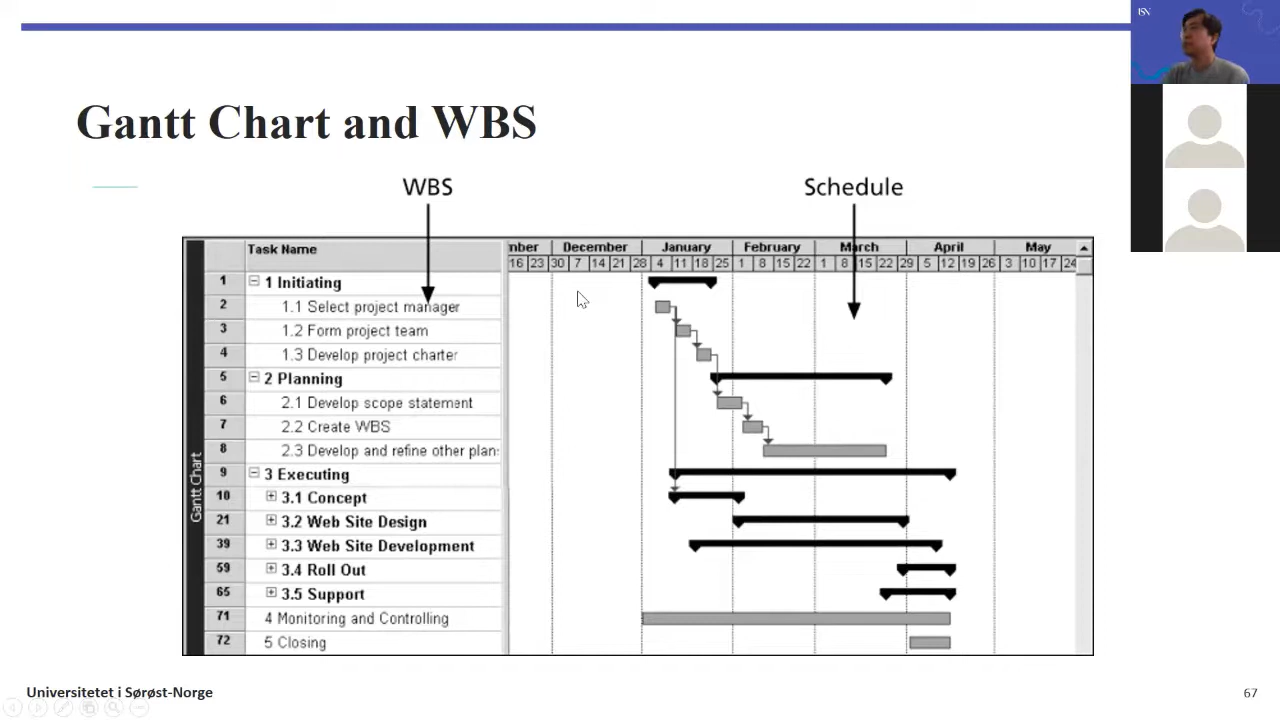 Gantt Chart and WBS
WBS
Schedule
Task Name
mber December January February March April May
16 23 30 7 14 21 28 4 11 18 25 1 8 15 22 1 8 15 22 29 5 12 19 26 3 10 17 24
1 1 Initiating
2 1.1 Select project manager
3 1.2 Form project team
4 1.3 Develop project charter
5 2 Planning
6 2.1 Develop scope statement
7 2.2 Create WBS
8 2.3 Develop and refine other plan:
9 3 Executing
10 3.1 Concept
21 3.2 Web Site Design
39 3.3 Web Site Development
59 3.4 Roll Out
65 3.5 Support
71 4 Monitoring and Controlling
72 5 Closing
Gantt Chart
Universitetet i Sørøst-Norge
67